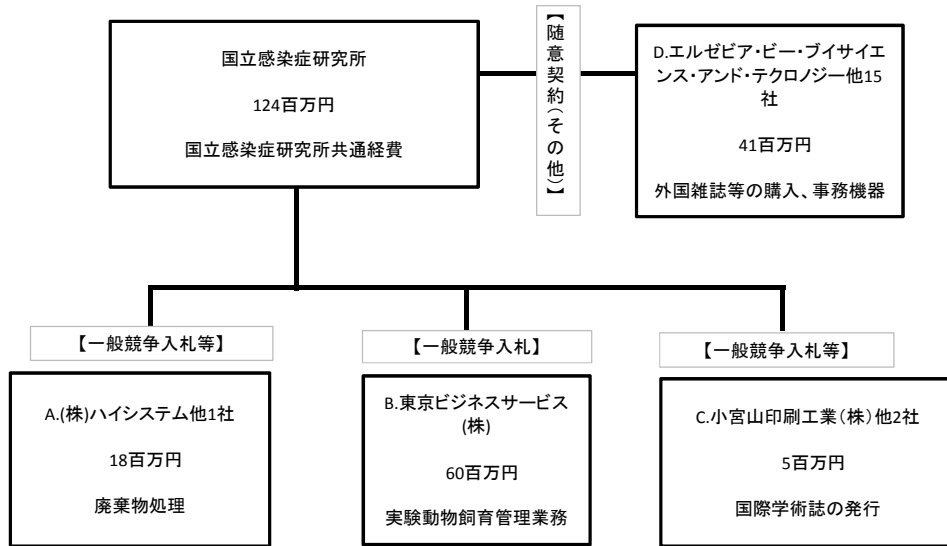 国立感染症研究所
124百万円
国立感染症研究所共通経費
【随意契約(その他)】
D.エルゼビア・ビー・ブイサイエ
ンス・アンド・テクロノジー他15
社
41百万円
外国雑誌等の購入、事務機器
【一般競争入札等】
【一般競争入札】
【一般競争入札等】
A.(株)ハイシステム他1社
18百万円
廃棄物処理
B.東京ビジネスサービス
(株)
60百万円
実験動物飼育管理業務
C.小宮山印刷工業(株)他2社
5百万円
国際学術誌の発行